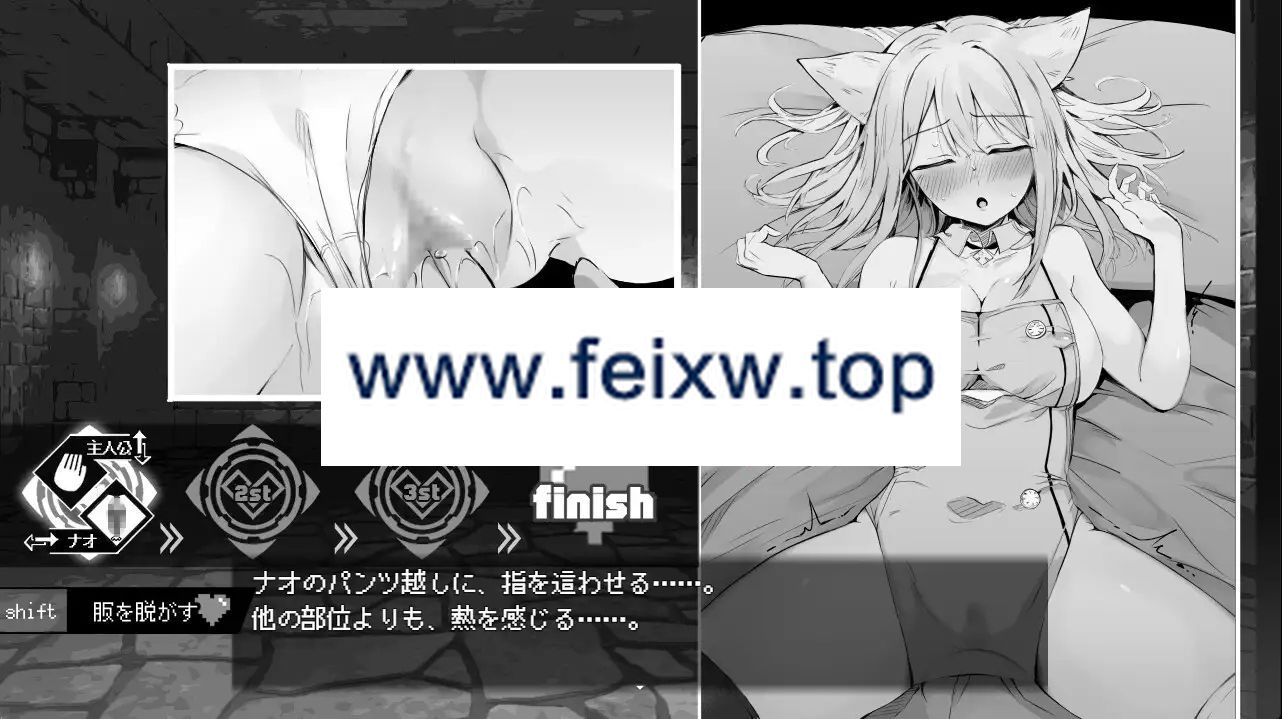 www.feixw.top
主人公
2st
3st
finish
ナオ
ナオのパンツ越しに、指を這わせる……。
shift 服を脱がす
他の部位よりも、熱を感じる……。